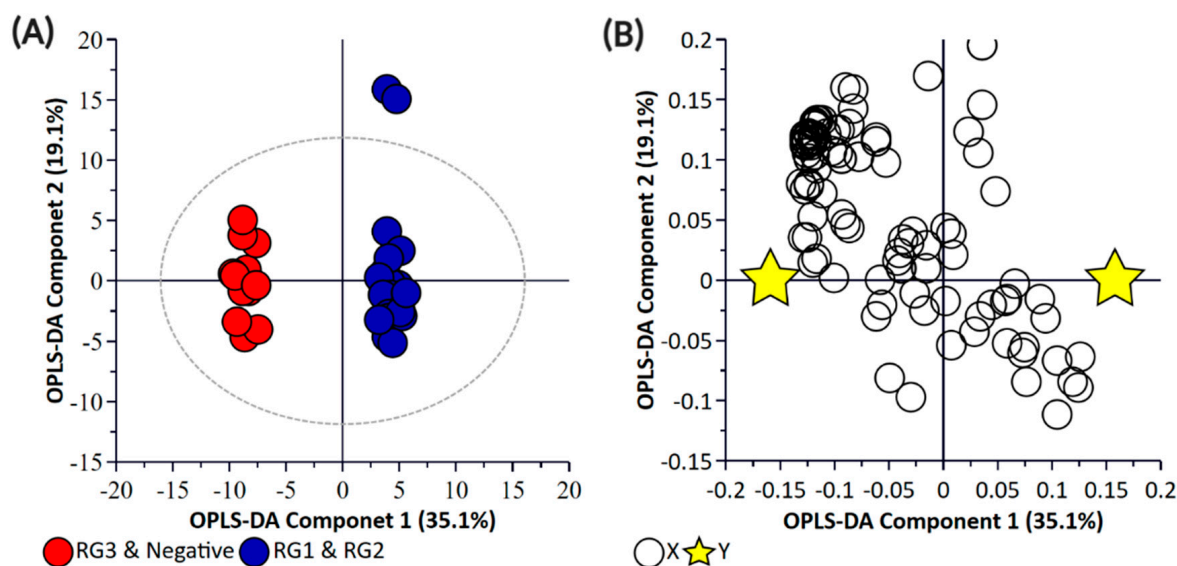 (A)
OPLS-DA Componet 2 (19.1%)
20
15
10
5
0
-5
-10
-15
-20 -15 -10 -5 0 5 10 15 20
OPLS-DA Componet 1 (35.1%)
RG3 & Negative RG1 & RG2
(B)
OPLS-DA Component 2 (19.1%)
0.2
0.15
0.1
0.05
0
-0.05
-0.1
-0.15
-0.2 -0.15 -0.1 -0.05 0 0.05 0.1 0.15 0.2
OPLS-DA Component 1 (35.1%)
X Y